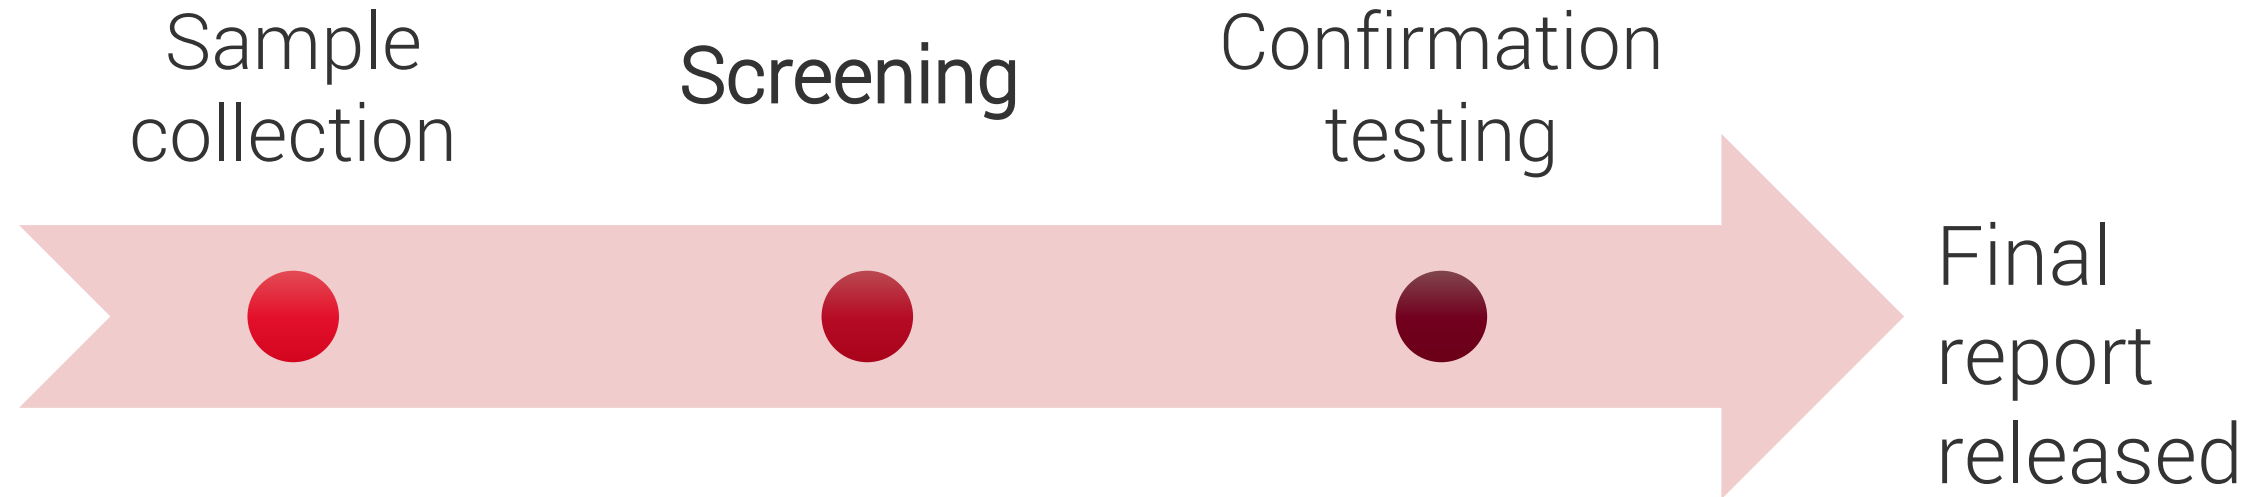 Sample
collection
Screening
Confirmation
testing
Final
report
released